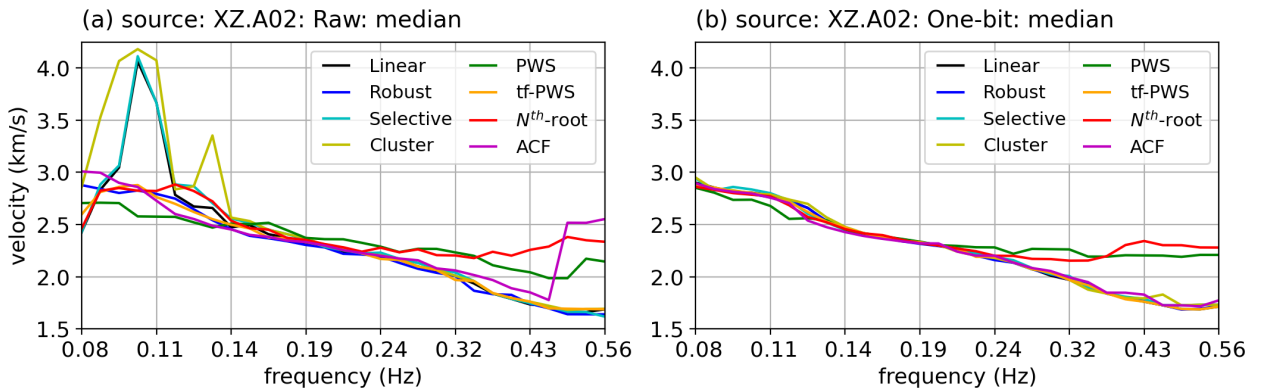 (a) source: XZ.A02: Raw: median
velocity (km/s)
4.0
3.5
3.0
2.5
2.0
1.5
Linear
Robust
Selective
Cluster
PWS
tf-PWS
N^{th}-root
ACF
0.08 0.11 0.14 0.19 0.24 0.32 0.43 0.56
frequency (Hz)
(b) source: XZ.A02: One-bit: median
4.0
3.5
3.0
2.5
2.0
1.5
Linear
Robust
Selective
Cluster
PWS
tf-PWS
N^{th}-root
ACF
0.08 0.11 0.14 0.19 0.24 0.32 0.43 0.56
frequency (Hz)